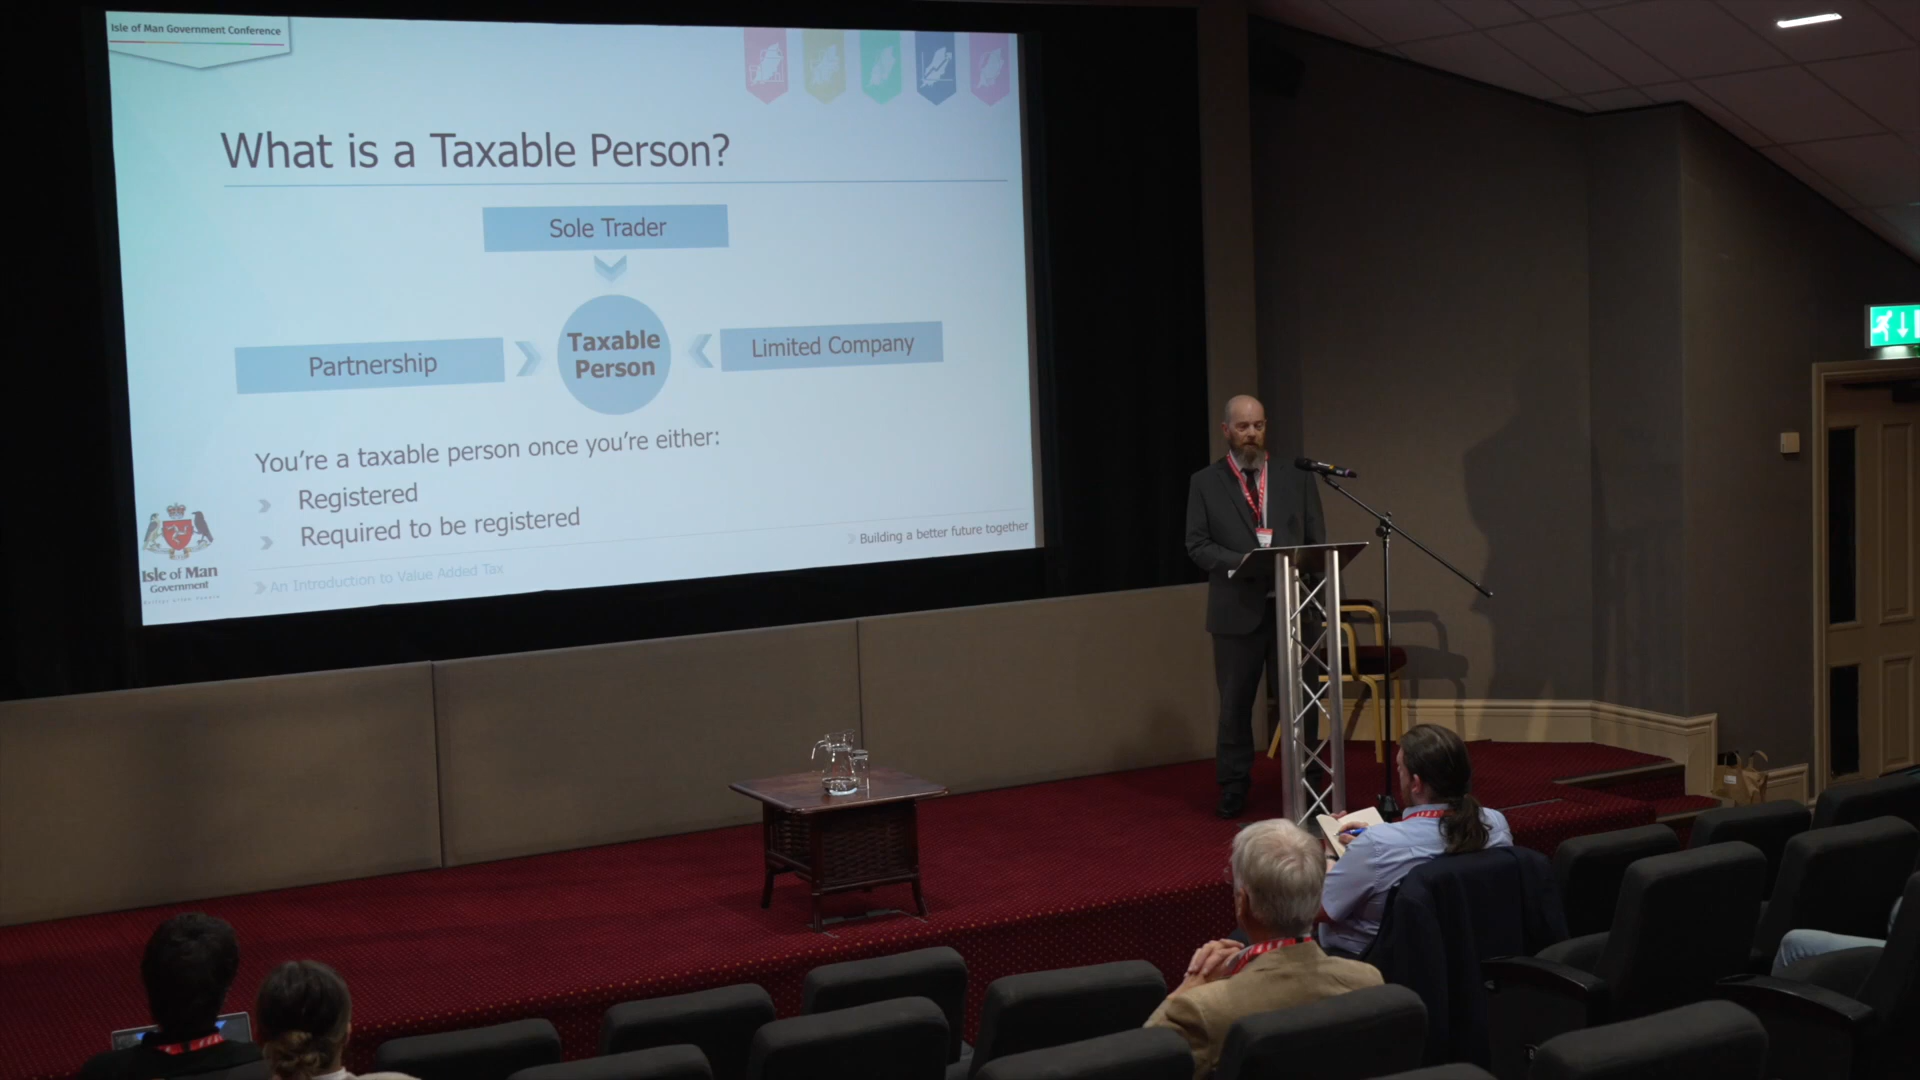 Isle of Man Government Conference
What is a Taxable Person?
Sole Trader
Partnership
Taxable
Person
Limited Company
You're a taxable person once you're either:
Registered
Required to be registered
Building a better future together
An Introduction to Value Added Tax
Isle of Man
Government